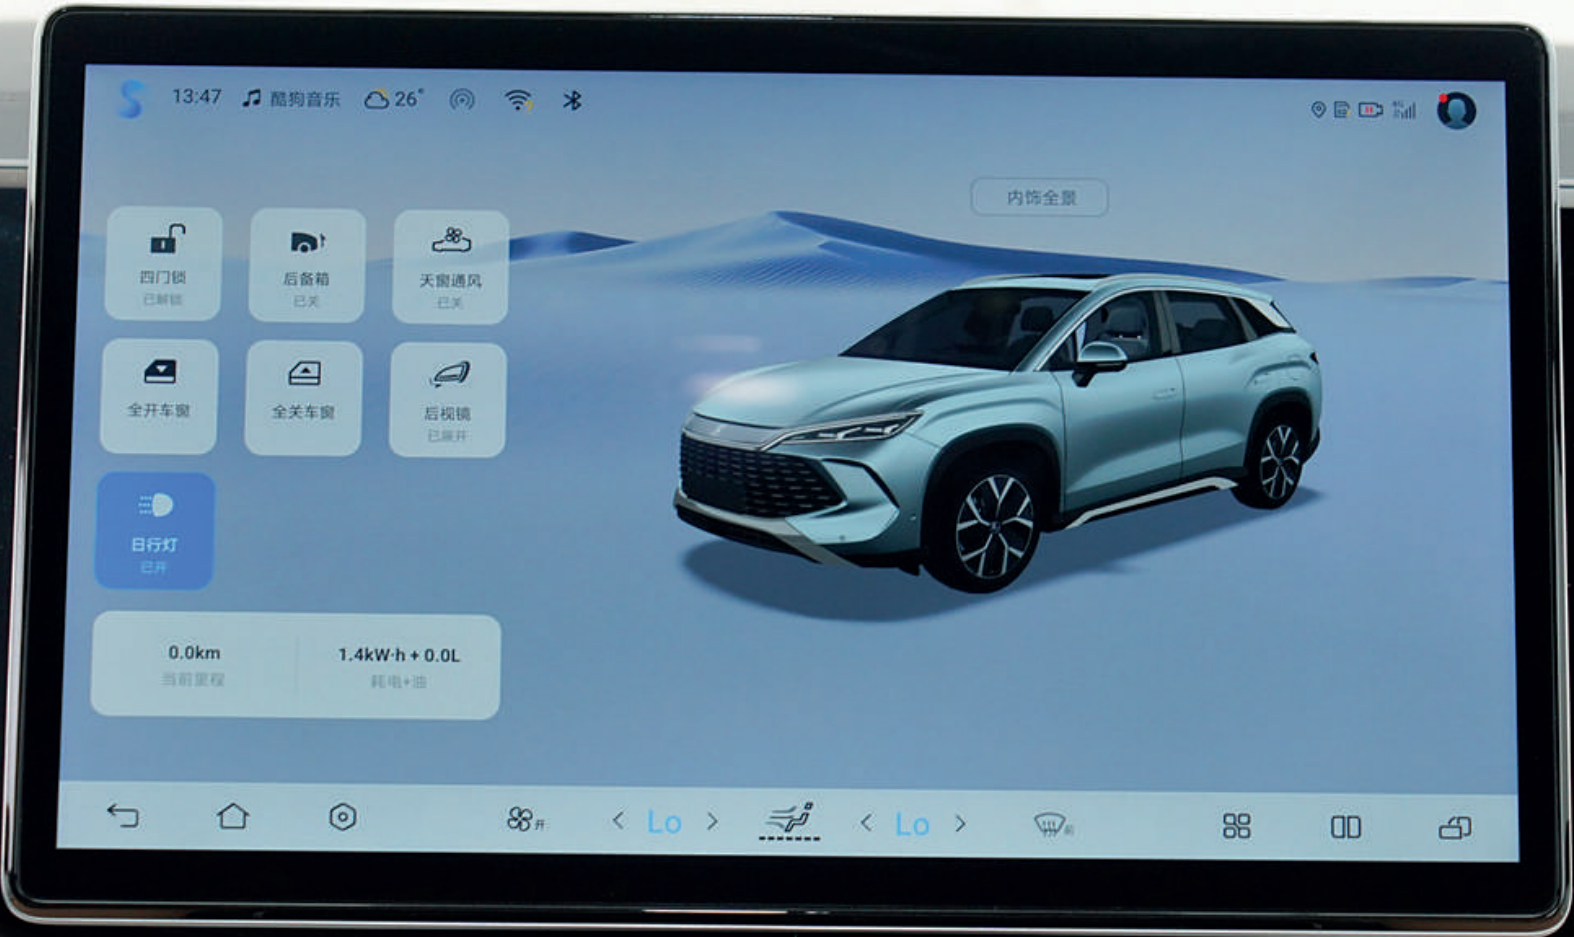 13:47 酷狗音乐 26°
内饰全景
四门锁
已解锁
后备箱
已关
天窗通风
已关
全开车窗
全关车窗
后视镜
已展开
日行灯
已开
0.0km
当前里程
1.4kW·h + 0.0L
耗电+油
开 < Lo > < Lo > 前